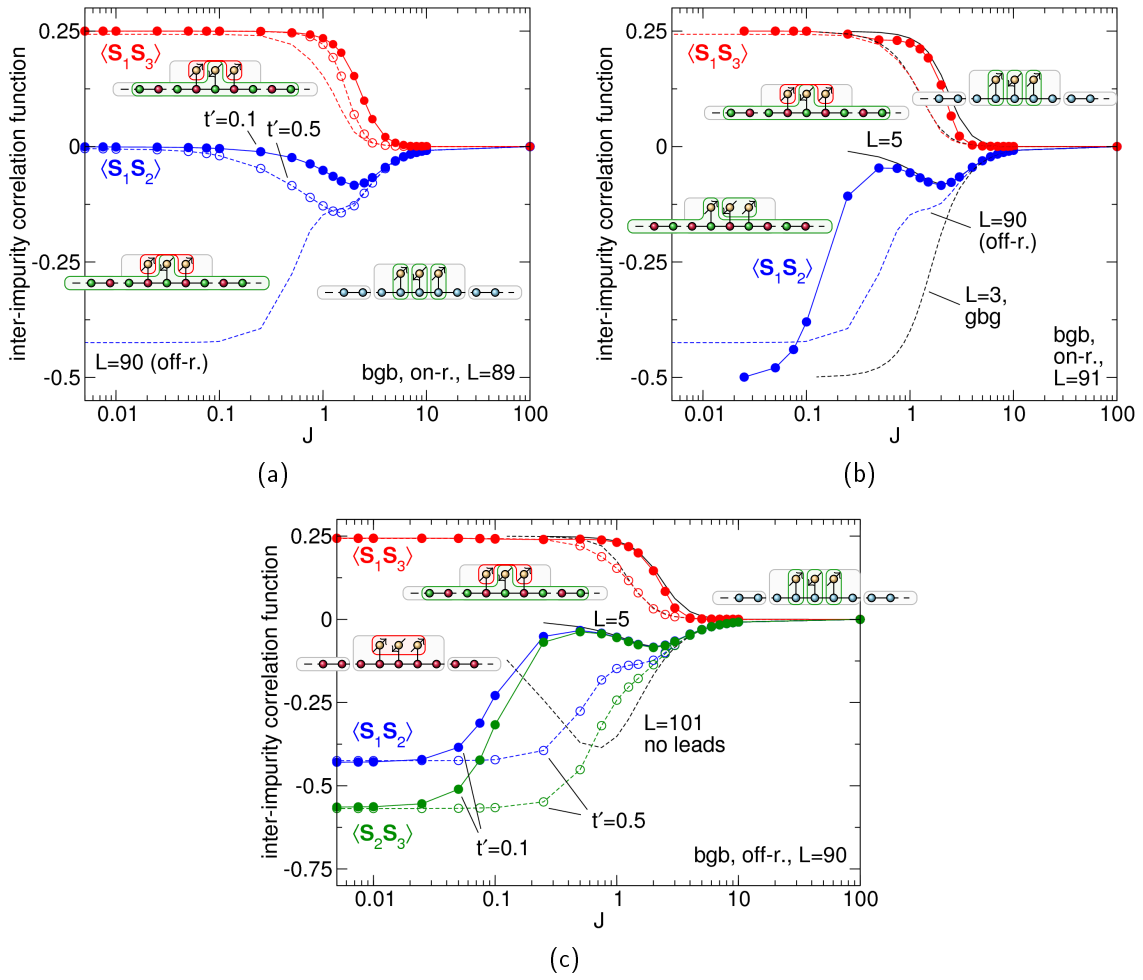 0.25
0
0.25
-0.5
inter-impurity correlation function
⟨S₁S₃⟩
t′=0.1
t′=0.5
⟨S₁S₂⟩
L=90 (off-r.)
bgb, on-r., L=89
0.01
0.1
1
10
100
J
(a)
0.25
0
0.25
-0.5
inter-impurity correlation function
⟨S₁S₃⟩
L=5
L=90
(off-r.)
⟨S₁S₂⟩
L=3,
gbg
bgb,
on-r.,
L=91
0.01
0.1
1
10
100
J
(b)
0.25
0
-0.25
-0.5
-0.75
inter-impurity correlation function
⟨S₁S₃⟩
L=5
L=101
no leads
⟨S₁S₂⟩
t′=0.5
⟨S₂S₃⟩
t′=0.1
bgb, off-r., L=90
0.01
0.1
1
10
100
J
(c)